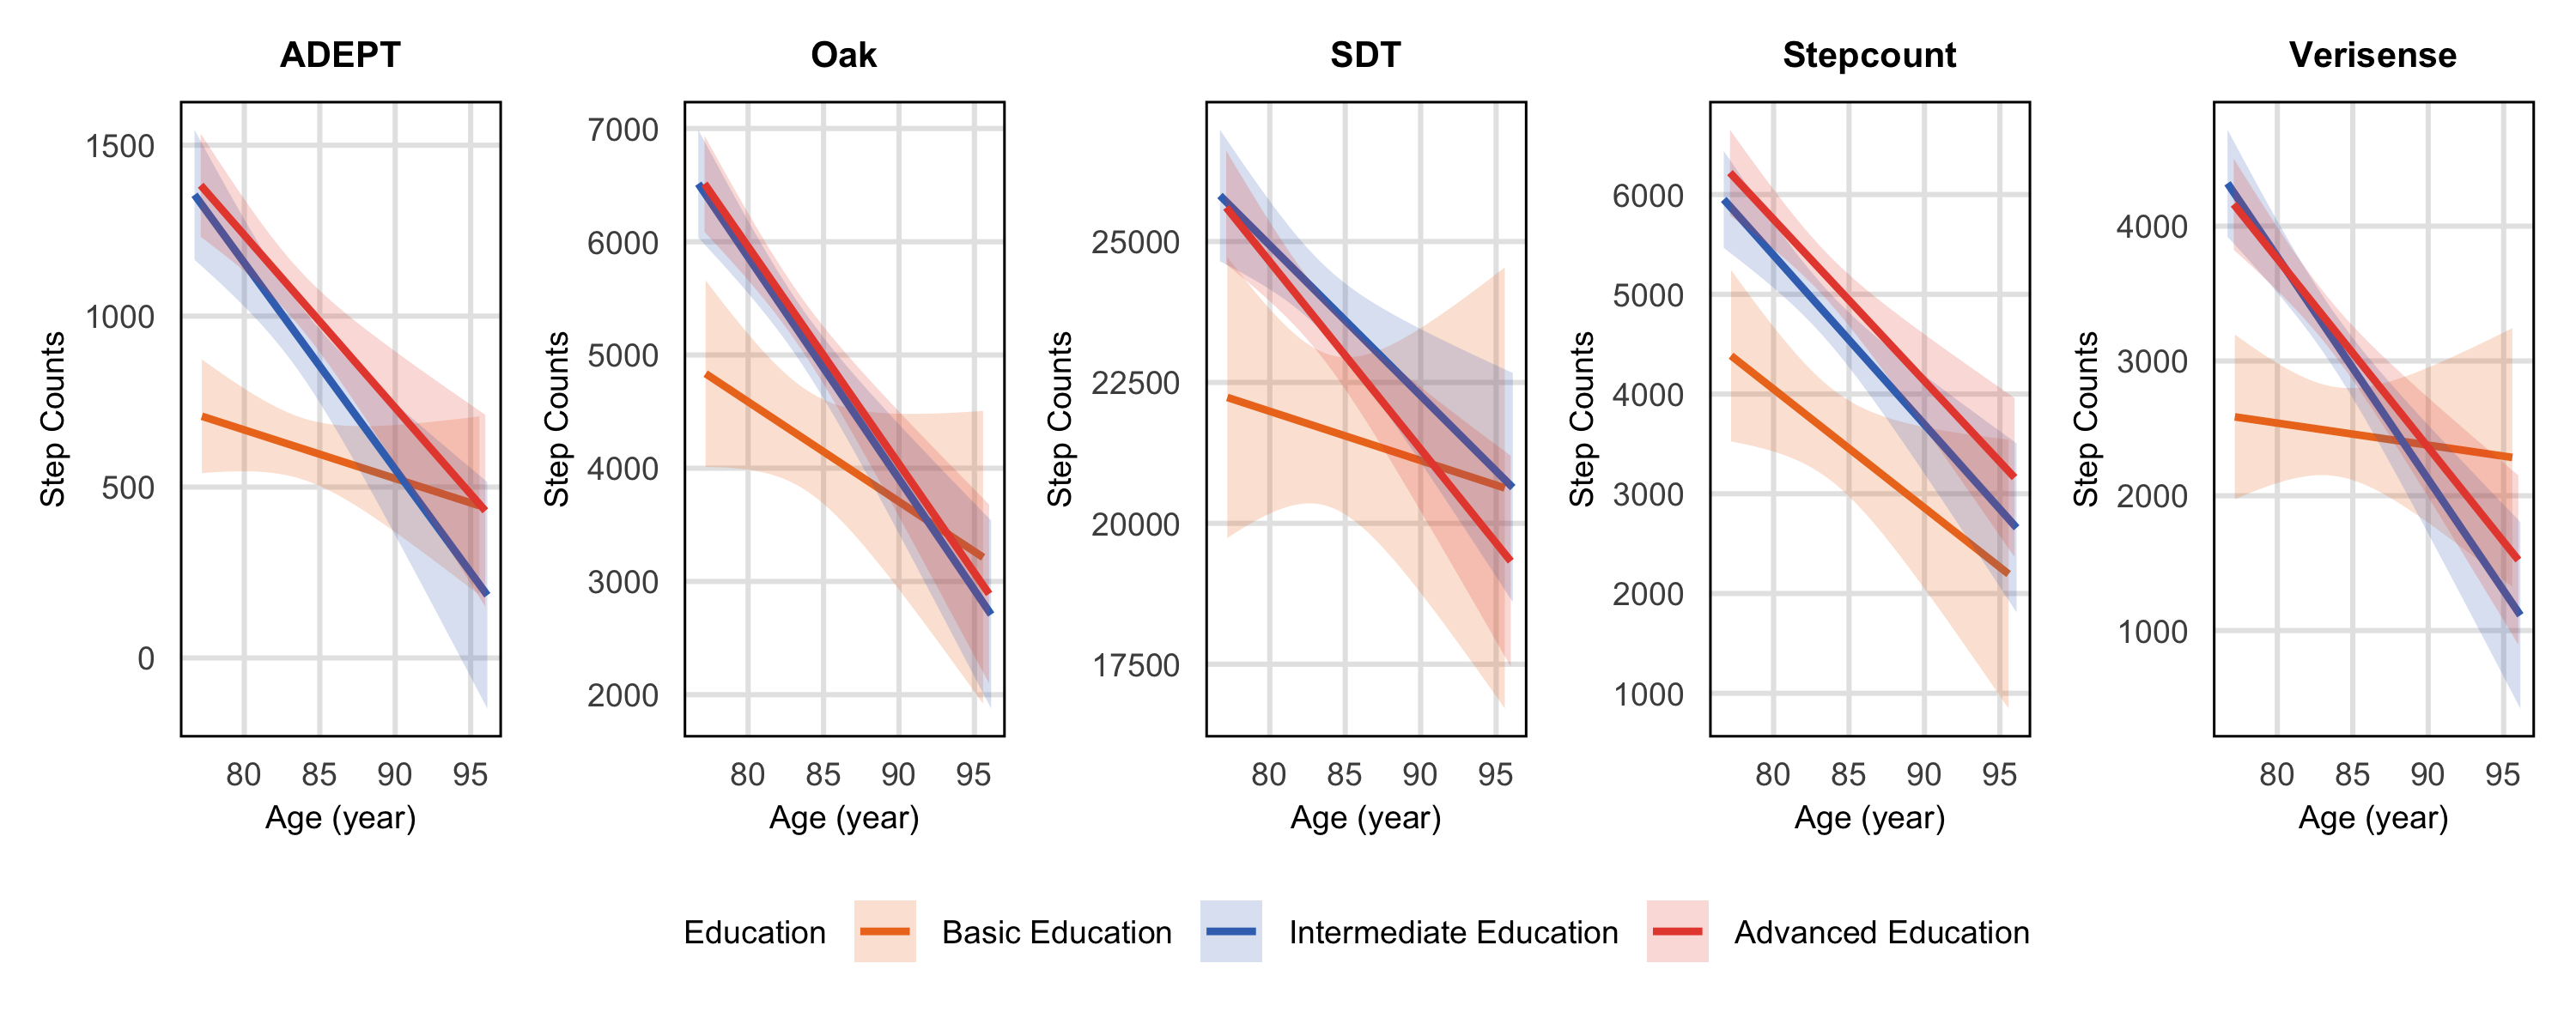 ADEPT
Oak
SDT
Stepcount
Verisense
Step Counts
1500
1000
500
0
80 85 90 95
Age (year)
Step Counts
7000
6000
5000
4000
3000
2000
80 85 90 95
Age (year)
Step Counts
25000
22500
20000
17500
80 85 90 95
Age (year)
Step Counts
6000
5000
4000
3000
2000
1000
80 85 90 95
Age (year)
Step Counts
4000
3000
2000
1000
80 85 90 95
Age (year)
Education Basic Education Intermediate Education Advanced Education